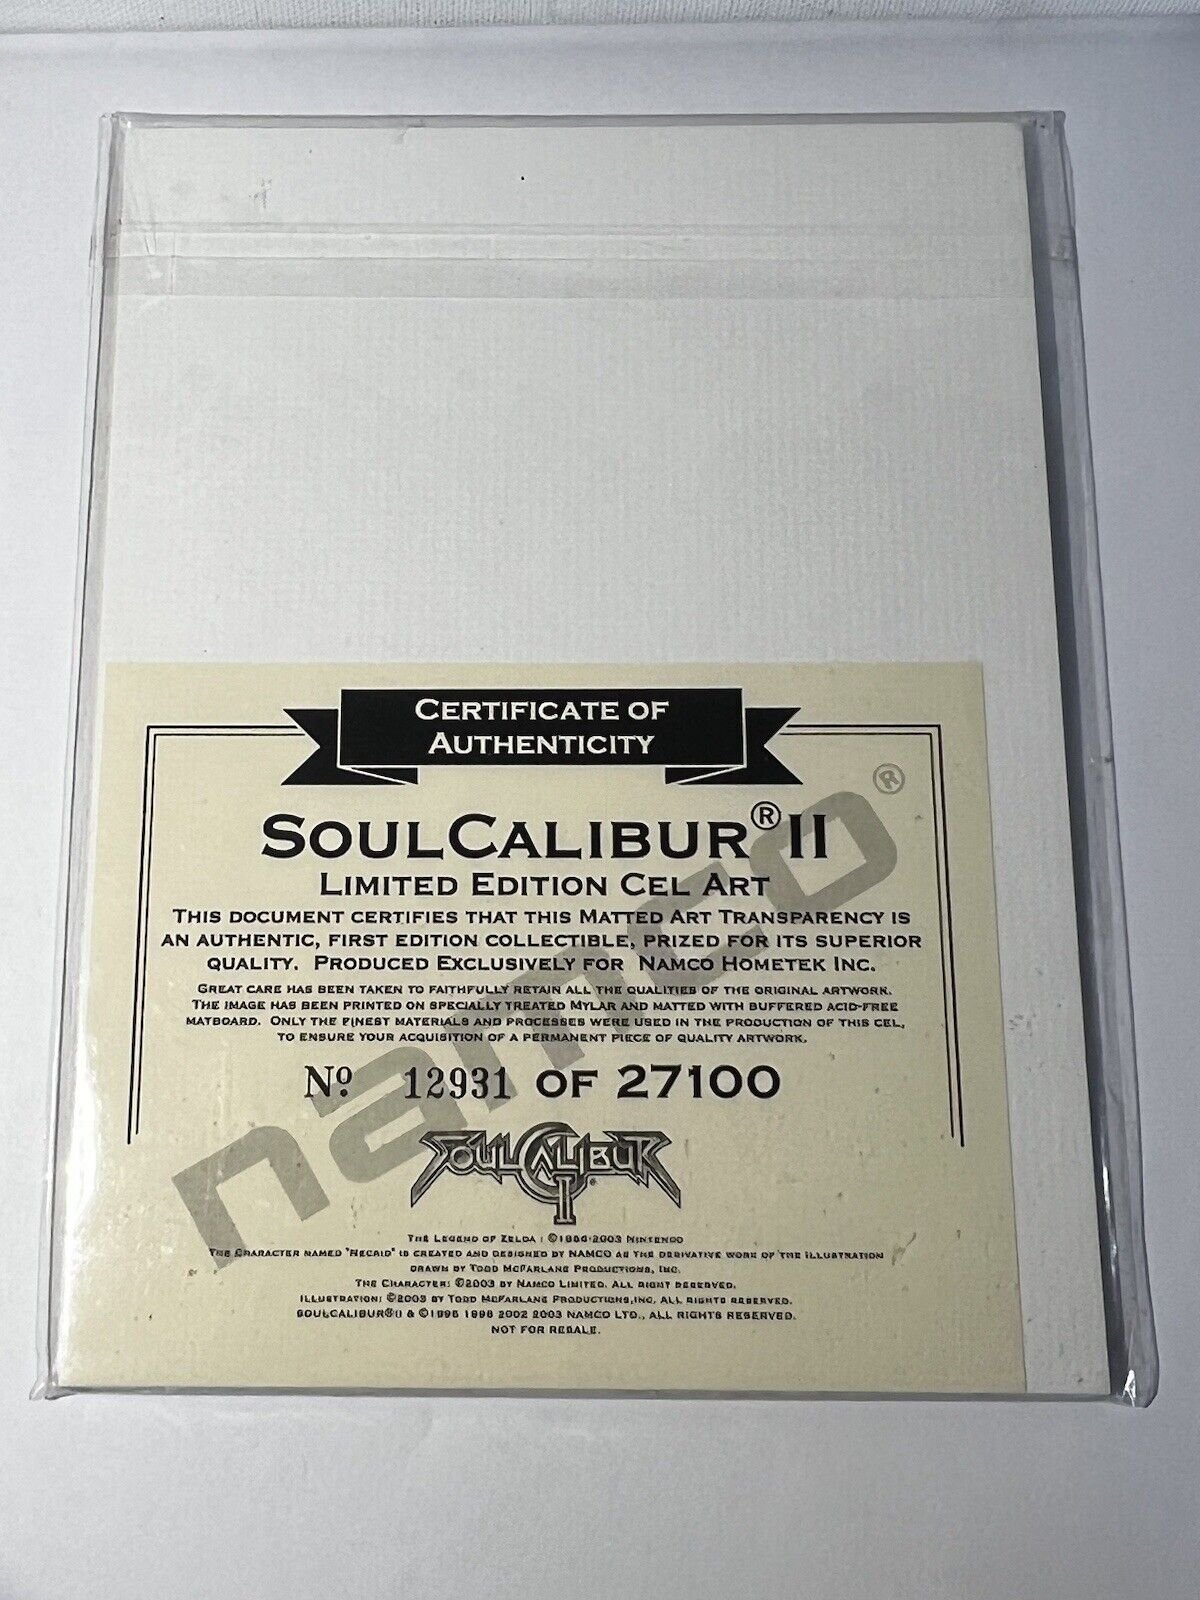 CERTIFICATE OF
AUTHENTICITY
SOULCALIBUR® II
LIMITED EDITION CEL ART
THIS DOCUMENT CERTIFIES THAT THIS MATTED ART TRANSPARENCY IS
AN AUTHENTIC, FIRST EDITION COLLECTIBLE, PRIZED FOR ITS SUPERIOR
QUALITY. PRODUCED EXCLUSIVELY FOR NAMCO HOMETEK INC.
GREAT CARE HAS BEEN TAKEN TO FAITHFULLY RETAIN ALL THE QUALITIES OF THE ORIGINAL ARTWORK.
THE IMAGE HAS BEEN PRINTED ON SPECIALLY TREATED MYLAR AND MATTED WITH BUFFERED ACID-FREE
MATBOARD. ONLY THE FINEST MATERIALS AND PROCESSES WERE USED IN THE PRODUCTION OF THIS CEL,
TO ENSURE YOUR ACQUISITION OF A PERMANENT PIECE OF QUALITY ARTWORK.
No. 12931 OF 27100
namco®
SOULCALIBUR II
THE LEGEND OF ZELDA : ©1986-2003 NINTENDO
THE CHARACTER NAMED "NECRID" IS CREATED AND DESIGNED BY NAMCO AS THE DERIVATIVE WORK OF THE ILLUSTRATION
DRAWN BY TODD MCFARLANE PRODUCTIONS, INC.
THE CHARACTER: ©2003 BY NAMCO LIMITED. ALL RIGHT RESERVED.
ILLUSTRATION: ©2003 BY TODD MCFARLANE PRODUCTIONS,INC. ALL RIGHTS RESERVED.
SOULCALIBUR®II & ©1995 1998 2002 2003 NAMCO LTD., ALL RIGHTS RESERVED.
NOT FOR RESALE.